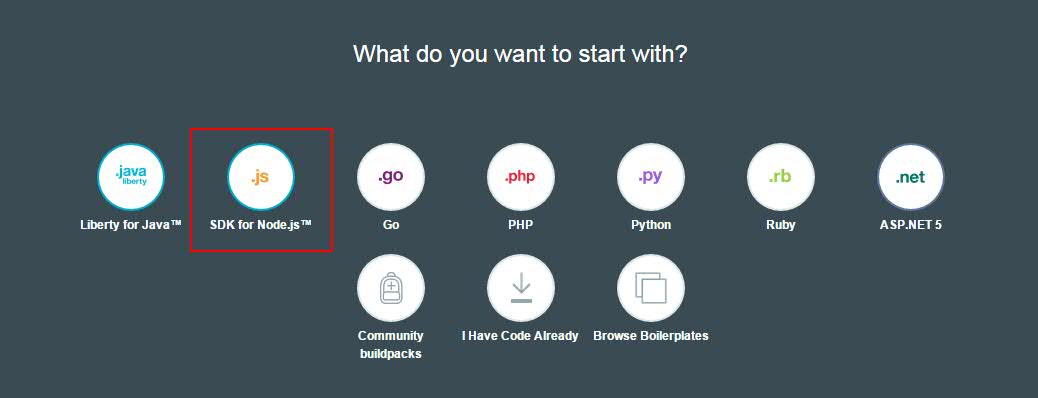 What do you want to start with?
.java
liberty
.js
.go
.php
.py
.rb
.net
Liberty for Java™
SDK for Node.js™
Go
PHP
Python
Ruby
ASP.NET 5
Community
buildpacks
I Have Code Already
Browse Boilerplates